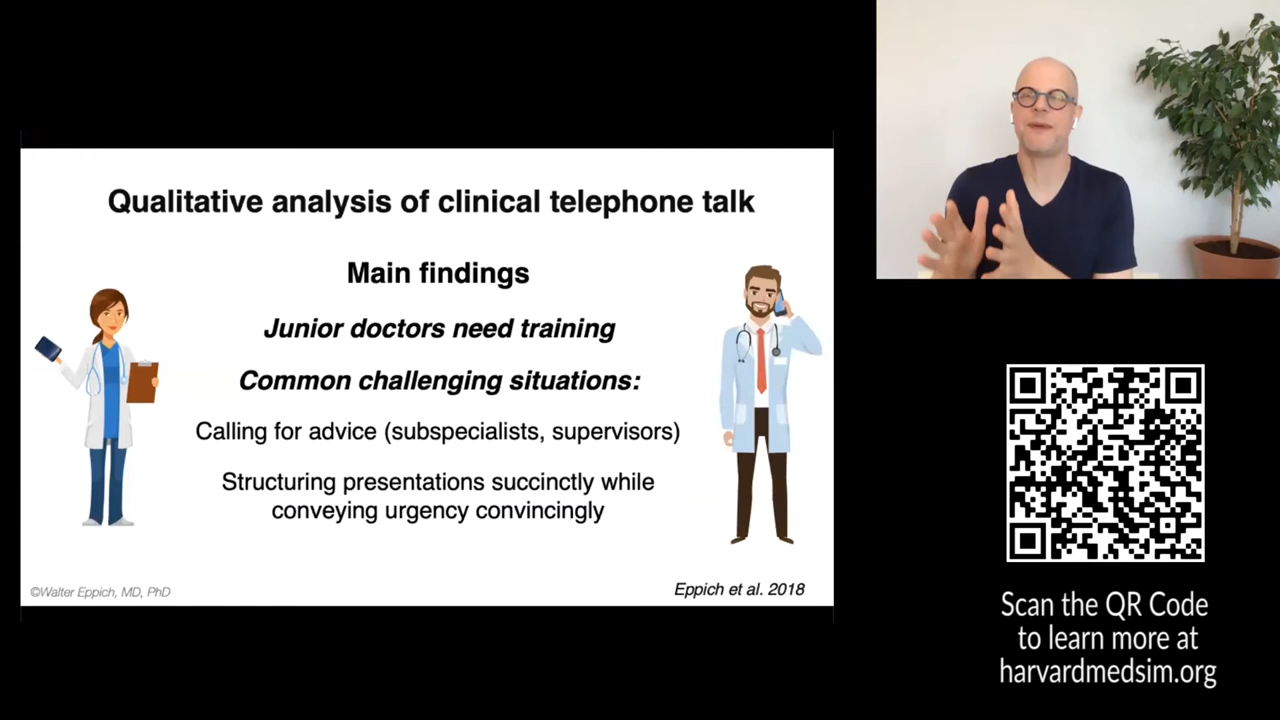 Qualitative analysis of clinical telephone talk
Main findings
Junior doctors need training
Common challenging situations:
Calling for advice (subspecialists, supervisors)
Structuring presentations succinctly while
conveying urgency convincingly
©Walter Eppich, MD, PhD
Eppich et al. 2018
Scan the QR Code
to learn more at
harvardmedsim.org